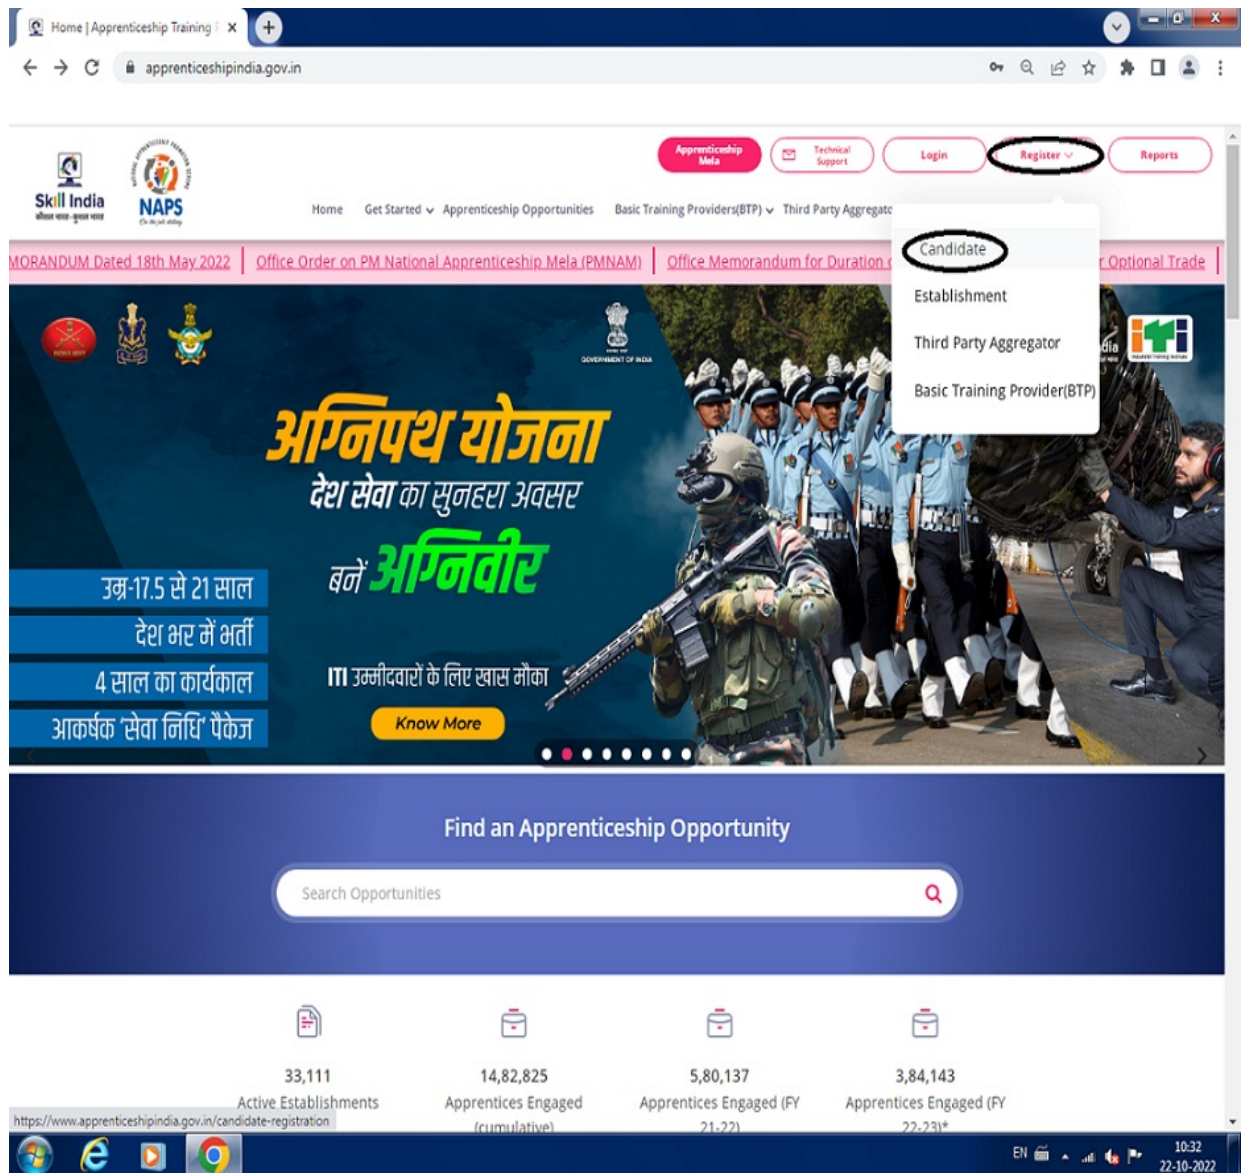 Home | Apprenticeship Training
apprenticeshipindia.gov.in
Apprenticeship Mela
Technical Support
Login
Register
Reports
Skill India
कौशल भारत - कुशल भारत
NAPS
Home Get Started Apprenticeship Opportunities Basic Training Providers(BTP) Third Party Aggregato
Candidate
Establishment
Third Party Aggregator
Basic Training Provider(BTP)
MORANDUM Dated 18th May 2022 Office Order on PM National Apprenticeship Mela (PMNAM) Office Memorandum for Duration r Optional Trade
GOVERNMENT OF INDIA
dia
iTi
अग्निपथ योजना
देश सेवा का सुनहरा अवसर
बनें अग्निवीर
उम्र-17.5 से 21 साल
देश भर में भर्ती
4 साल का कार्यकाल
आकर्षक 'सेवा निधि' पैकेज
ITI उम्मीदवारों के लिए खास मौका
Know More
Find an Apprenticeship Opportunity
Search Opportunities
33,111
Active Establishments
14,82,825
Apprentices Engaged
(cumulative)
5,80,137
Apprentices Engaged (FY
21-22)
3,84,143
Apprentices Engaged (FY
22-23)*
https://www.apprenticeshipindia.gov.in/candidate-registration
EN
10:32
22-10-2022